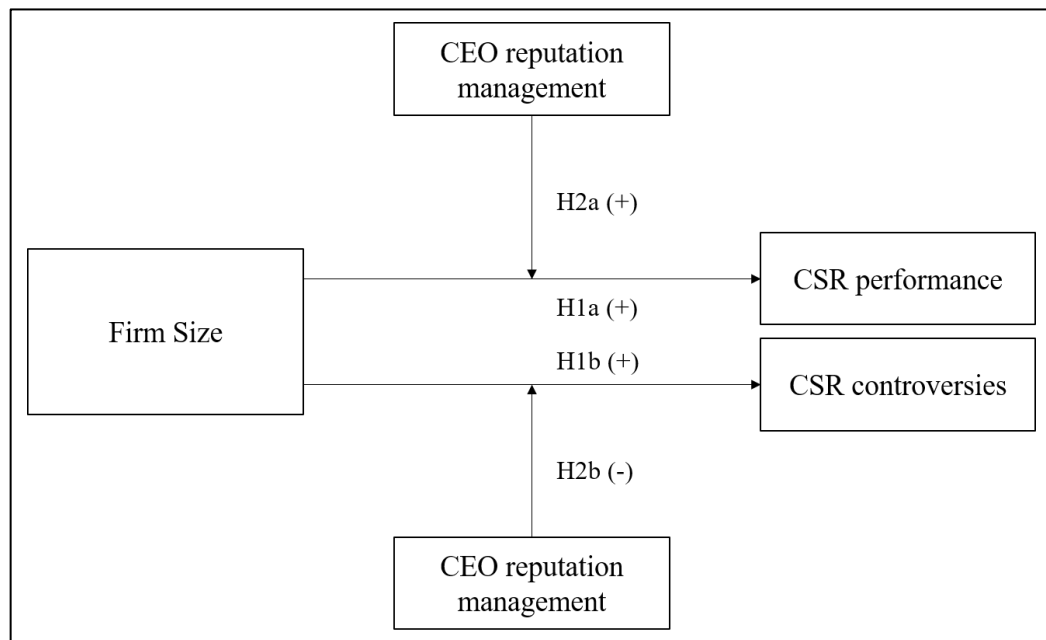 CEO reputation
management
H2a (+)
Firm Size
H1a (+)
CSR performance
H1b (+)
CSR controversies
H2b (-)
CEO reputation
management